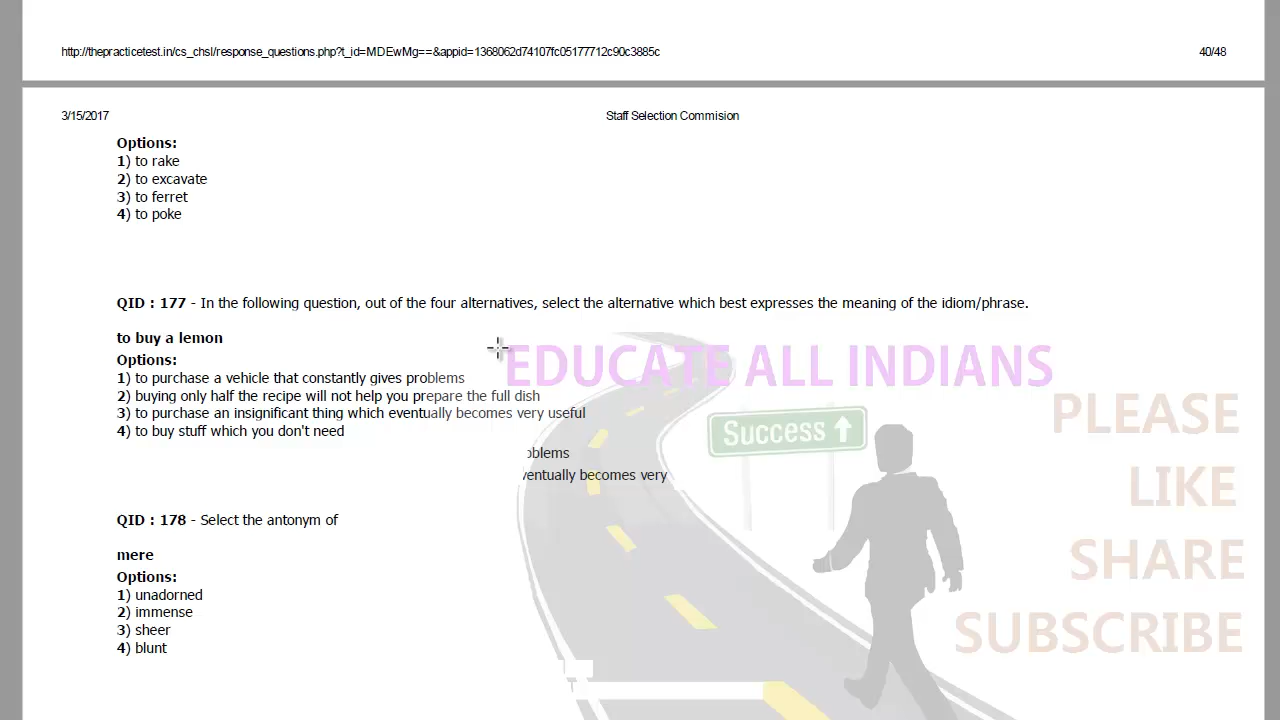 http://thepracticetest.in/cs_chsl/response_questions.php?t_id=MDEwMg==&appid=1368062d74107fc05177712c90c3885c 40/48
3/15/2017 Staff Selection Commision
Options:
1) to rake
2) to excavate
3) to ferret
4) to poke
QID : 177 - In the following question, out of the four alternatives, select the alternative which best expresses the meaning of the idiom/phrase.
to buy a lemon
Options:
1) to purchase a vehicle that constantly gives problems
2) buying only half the recipe will not help you prepare the full dish
3) to purchase an insignificant thing which eventually becomes very useful
4) to buy stuff which you don't need
oblems
ventually becomes very
QID : 178 - Select the antonym of
mere
Options:
1) unadorned
2) immense
3) sheer
4) blunt
EDUCATE ALL INDIANS
Success
PLEASE
LIKE
SHARE
SUBSCRIBE